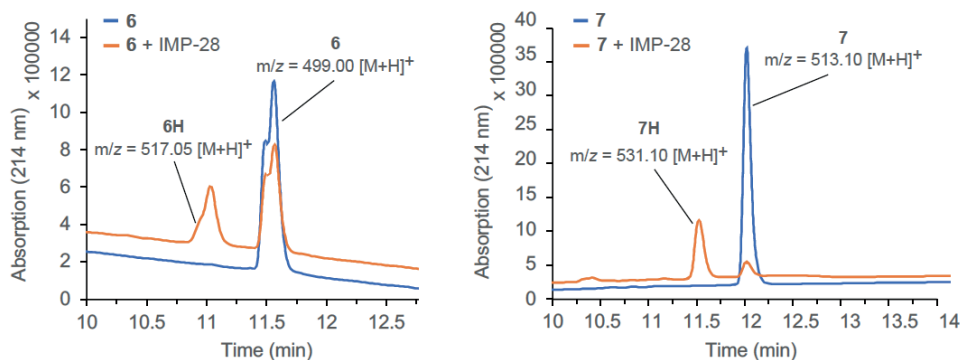 6
6 + IMP-28
6
m/z = 499.00 [M+H]+
6H
m/z = 517.05 [M+H]+
Absorption (214 nm)
x 100000
14
12
10
8
6
4
2
0
10 10.5 11 11.5 12 12.5
Time (min)
7
7 + IMP-28
7
m/z = 513.10 [M+H]+
7H
m/z = 531.10 [M+H]+
Absorption (214 nm)
x 100000
40
35
30
25
20
15
10
5
0
10 10.5 11 11.5 12 12.5 13 13.5 14
Time (min)